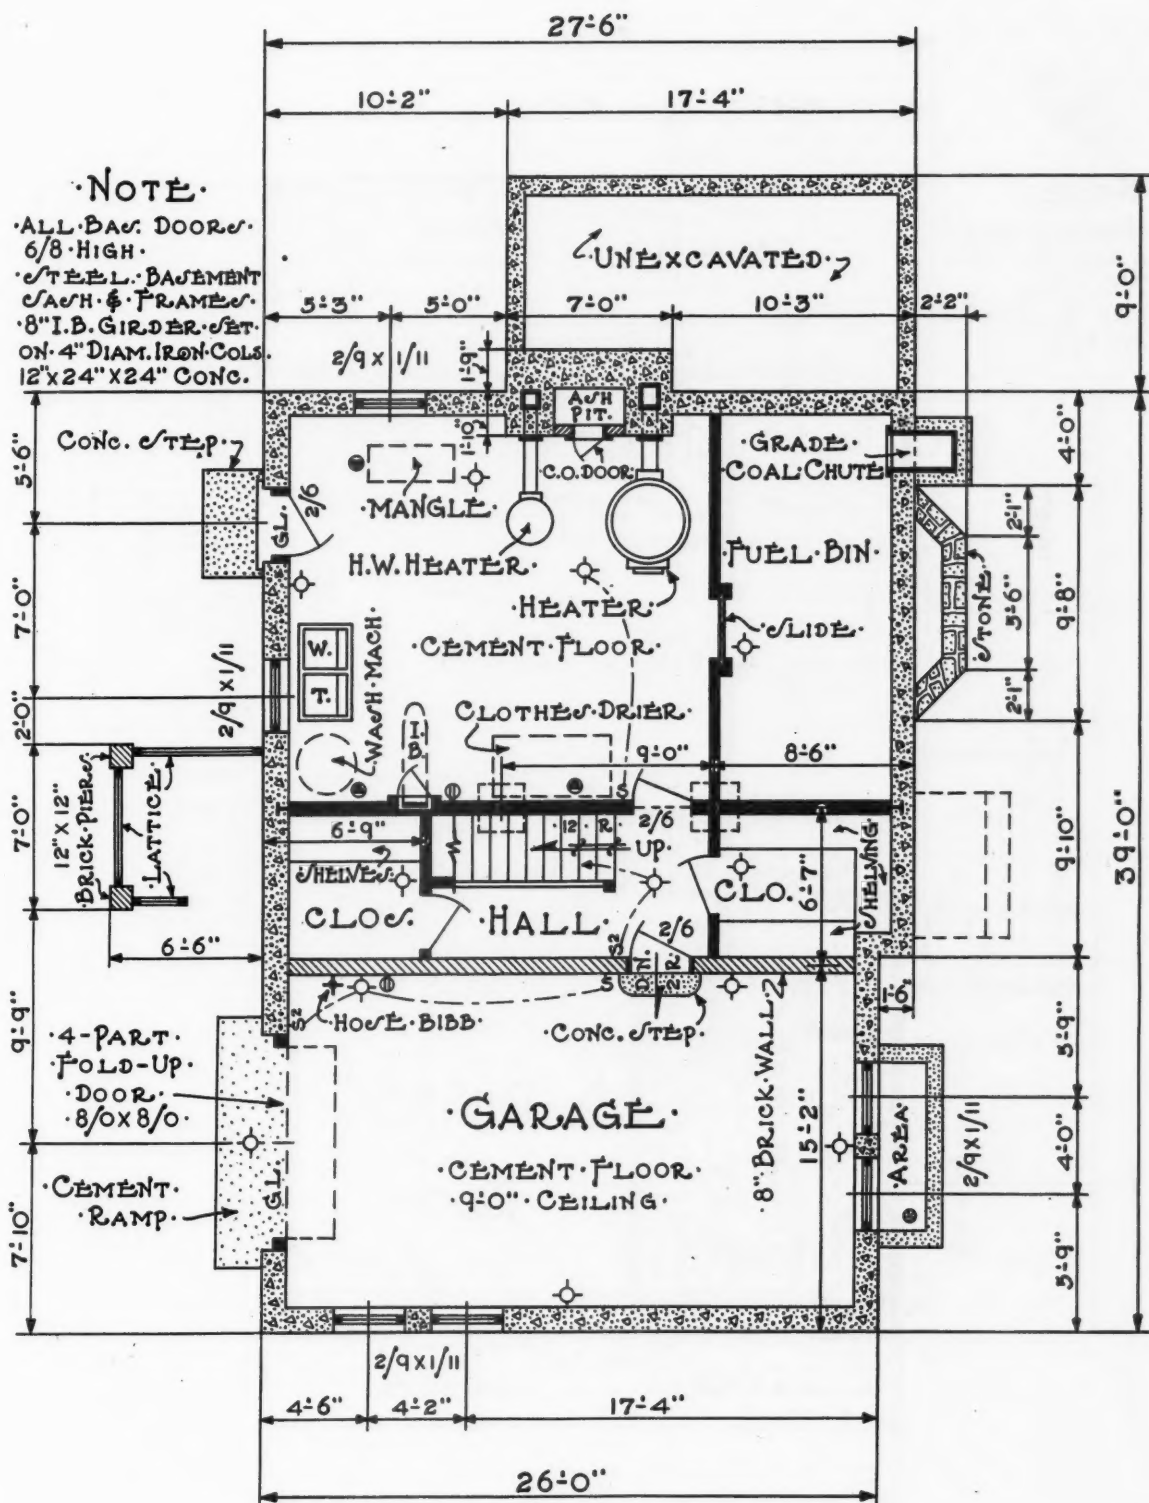 27'-6"
10'-2"
17'-4"
·NOTE·
·ALL·BAS. DOORS·
6/8·HIGH·
·STEEL·BASEMENT
SASH·&·FRAMES·
·8" I.B. GIRDER·SET·
ON·4" DIAM. IRON·COLS.
12"X24"X24" CONC.
·UNEXCAVATED·
9'-0"
5'-3"
5'-0"
7'-0"
10'-3"
2'-2"
2/9 X 1/11
1'-9"
1'-10"
ASH
PIT.
C.O. DOOR
CONC. STEP·
5'-6"
·GRADE·
COAL·CHUTE
4'-0"
·MANGLE·
2/6
GL.
H.W. HEATER·
·HEATER·
·FUEL·BIN·
·SLIDE·
·STONE·
2'-1"
5'-6"
2'-1"
9'-8"
7'-0"
·CEMENT·FLOOR·
W.
T.
·WASH·MACH
2/9 X 1/11
2'-0"
I.
B.
·CLOTHES·DRIER·
9'-0"
8'-6"
7'-0"
12"X12"
·BRICK·PIERS·
·LATTICE·
6'-6"
6'-9"
·SHELVES·
CLOS.
S
·12· R·
2/6
·UP·
·HALL·
CLO.
6'-7"
·SHELVING·
9'-10"
39'-0"
S2
2/6
DN.
2 R
S
S2
·HOSE BIBB·
·CONC. STEP·
·8" BRICK·WALL·
1'-6"
9'-9"
·4-PART·
·FOLD-UP·
·DOOR·
·8/0X8/0·
·GARAGE·
·CEMENT·FLOOR·
·9'-0" CEILING·
15'-2"
·AREA·
2/9X1/11
5'-9"
4'-0"
5'-9"
·CEMENT·
·RAMP·
GL.
7'-10"
2/9X1/11
4'-6"
4'-2"
17'-4"
26'-0"